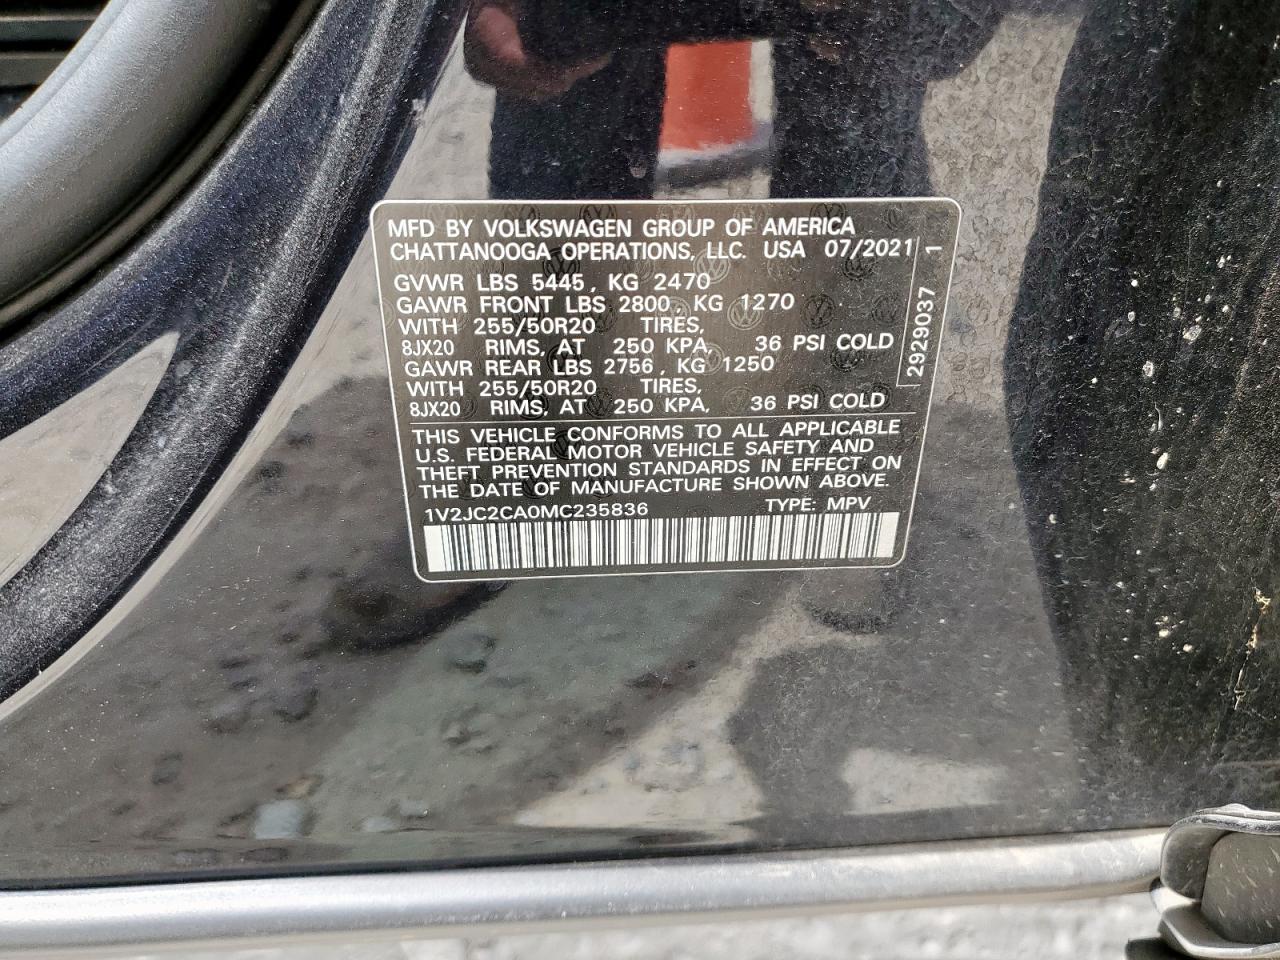 MFD BY VOLKSWAGEN GROUP OF AMERICA
CHATTANOOGA OPERATIONS, LLC. USA 07/2021
GVWR LBS 5445, KG 2470
GAWR FRONT LBS 2800, KG 1270
WITH 255/50R20 TIRES,
8JX20 RIMS, AT 250 KPA, 36 PSI COLD
GAWR REAR LBS 2756, KG 1250
WITH 255/50R20 TIRES,
8JX20 RIMS, AT 250 KPA, 36 PSI COLD
2929037 1
THIS VEHICLE CONFORMS TO ALL APPLICABLE
U.S. FEDERAL MOTOR VEHICLE SAFETY AND
THEFT PREVENTION STANDARDS IN EFFECT ON
THE DATE OF MANUFACTURE SHOWN ABOVE.
1V2JC2CA0MC235836 TYPE: MPV